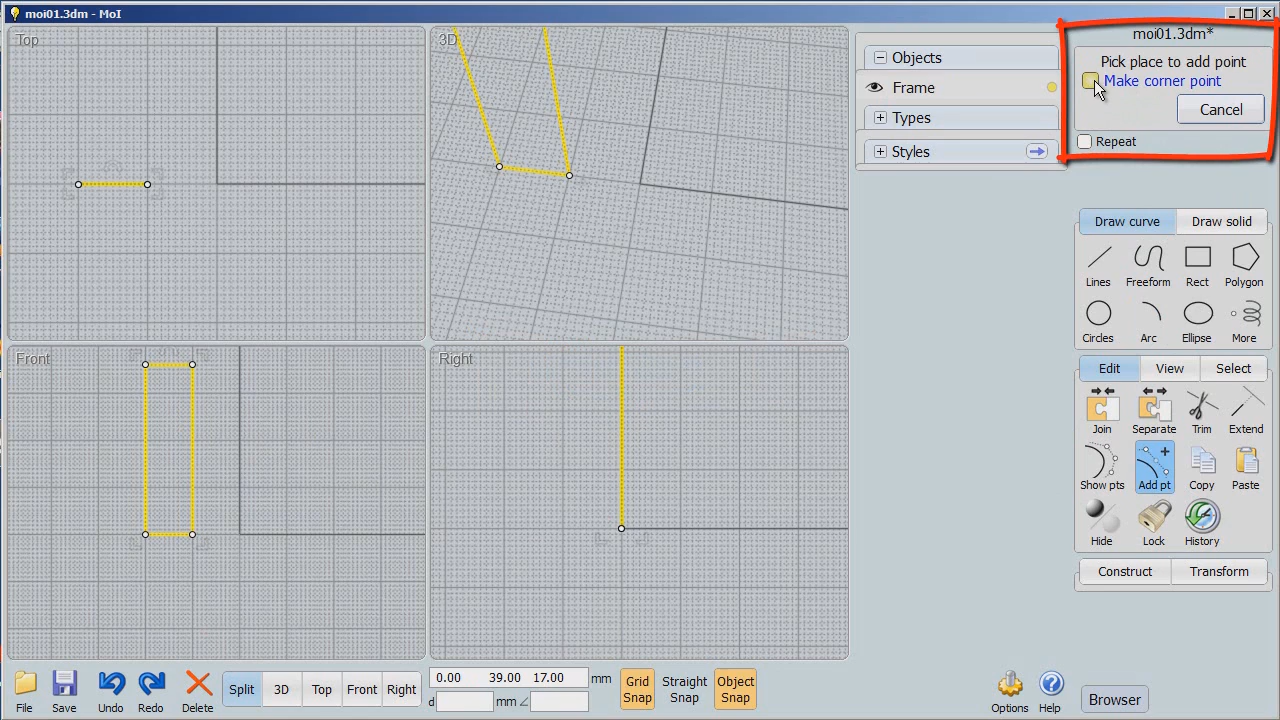 moi01.3dm - MoI
Top
3D
Front
Right
Objects
Frame
Types
Styles
moi01.3dm*
Pick place to add point
Make corner point
Cancel
Repeat
Draw curve Draw solid
Lines Freeform Rect Polygon
Circles Arc Ellipse More
Edit View Select
Join Separate Trim Extend
Show pts Add pt Copy Paste
Hide Lock History
Construct Transform
File Save Undo Redo Delete
Split 3D Top Front Right
0.00 39.00 17.00 mm
d mm ∠
Grid Snap
Straight Snap
Object Snap
Options Help
Browser